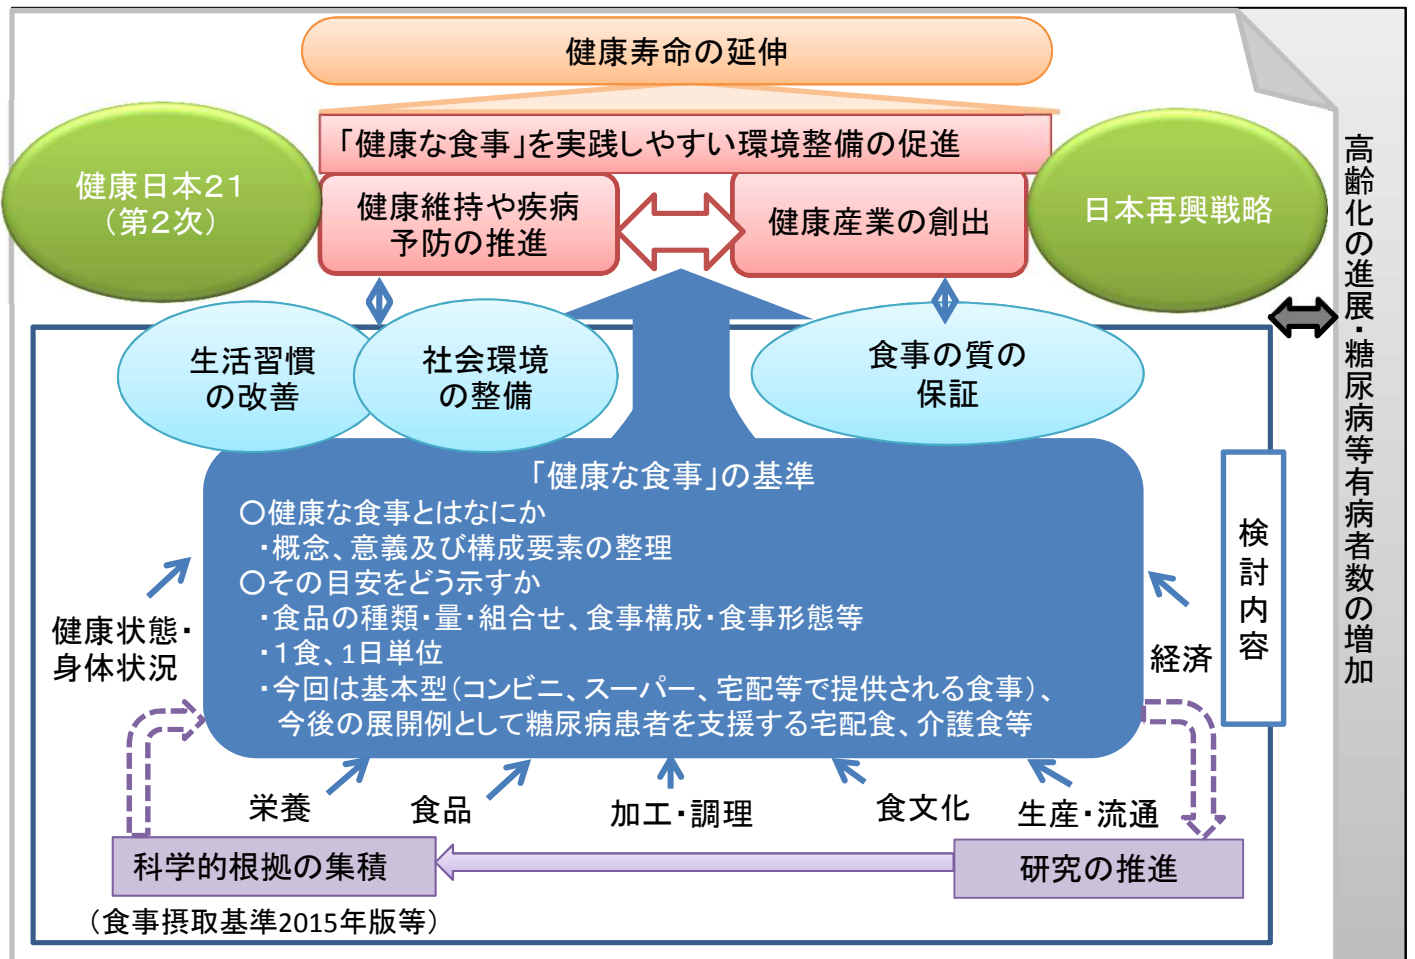 健康寿命の延伸
「健康な食事」を実践しやすい環境整備の促進
健康日本21
(第2次)
健康維持や疾病
予防の推進
健康産業の創出
日本再興戦略
高齢化の進展・糖尿病等有病者数の増加
生活習慣
の改善
社会環境
の整備
食事の質の
保証
「健康な食事」の基準
○健康な食事とはなにか
・概念、意義及び構成要素の整理
○その目安をどう示すか
・食品の種類・量・組合せ、食事構成・食事形態等
・1食、1日単位
・今回は基本型(コンビニ、スーパー、宅配等で提供される食事)、
今後の展開例として糖尿病患者を支援する宅配食、介護食等
検討内容
健康状態・
身体状況
経済
栄養
食品
加工・調理
食文化
生産・流通
科学的根拠の集積
研究の推進
(食事摂取基準2015年版等)